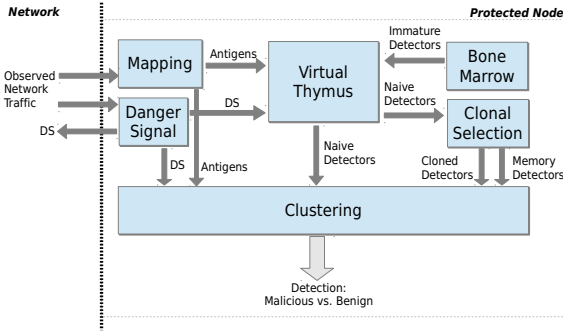 Network
Protected Node
Observed
Network
Traffic
DS
Mapping
Danger
Signal
Antigens
DS
Virtual
Thymus
Immature
Detectors
Bone
Marrow
Naive
Detectors
Clonal
Selection
DS
Antigens
Naive
Detectors
Cloned
Detectors
Memory
Detectors
Clustering
Detection:
Malicious vs. Benign